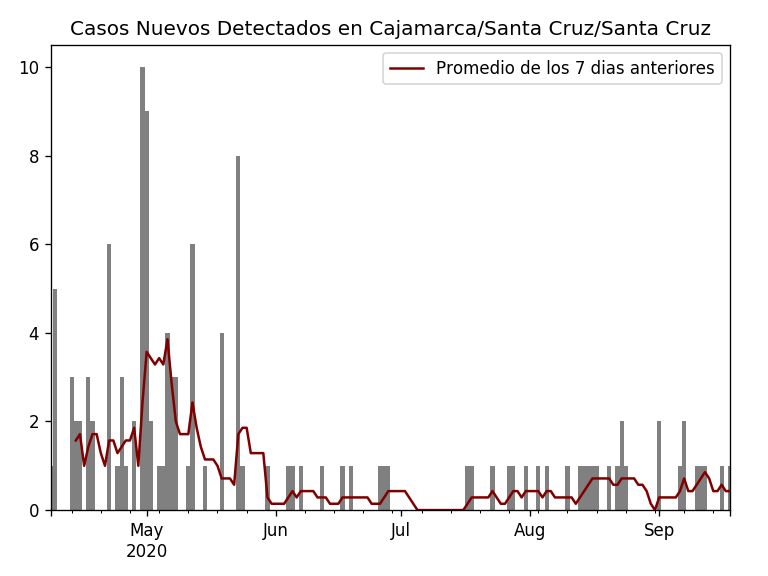 Casos Nuevos Detectados en Cajamarca/Santa Cruz/Santa Cruz
Promedio de los 7 dias anteriores
10
8
6
4
2
0
May
2020
Jun
Jul
Aug
Sep